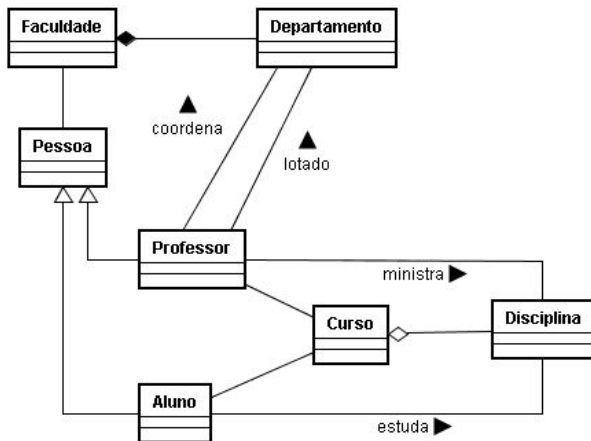 Faculdade
Departamento
coordena
Pessoa
lotado
Professor
ministra
Curso
Disciplina
Aluno
estuda